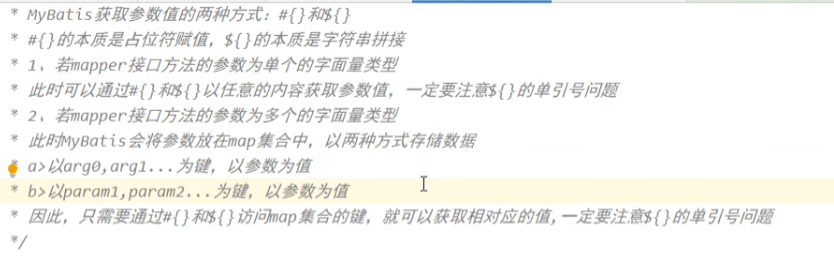 * MyBatis获取参数值的两种方式：#{}和${}
* #{}的本质是占位符赋值，${}的本质是字符串拼接
* 1、若mapper接口方法的参数为单个的字面量类型
* 此时可以通过#{}和${}以任意的内容获取参数值，一定要注意${}的单引号问题
* 2、若mapper接口方法的参数为多个的字面量类型
* 此时MyBatis会将参数放在map集合中，以两种方式存储数据
* a>以arg0,arg1...为键，以参数为值
* b>以param1,param2...为键，以参数为值
* 因此，只需要通过#{}和${}访问map集合的键，就可以获取相对应的值,一定要注意${}的单引号问题
*/